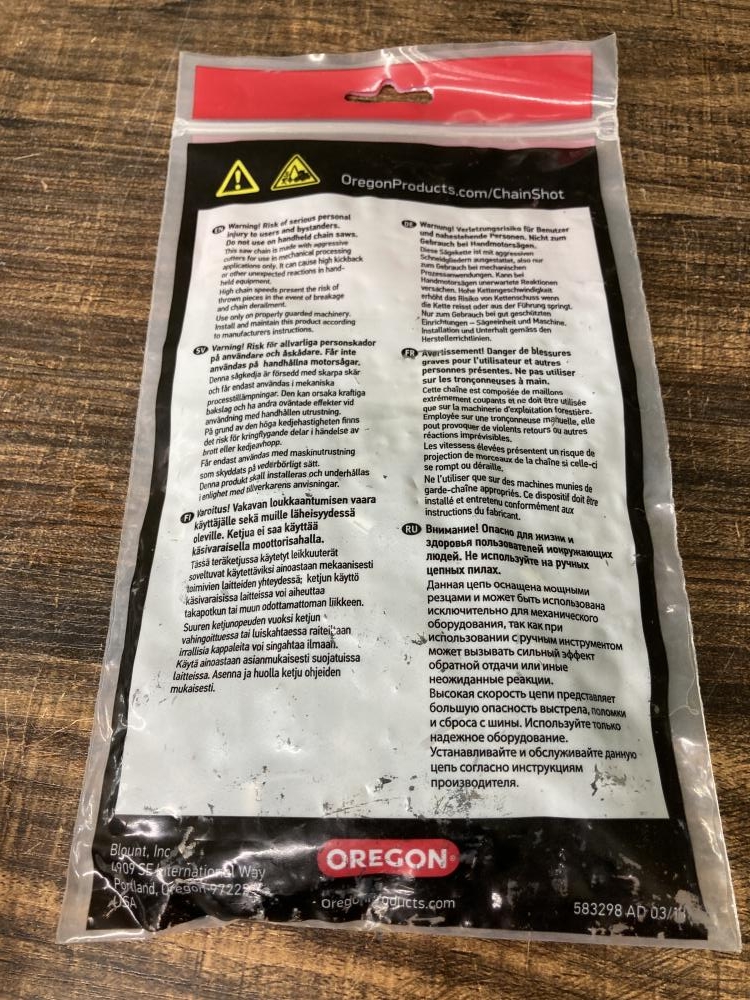 OregonProducts.com/ChainShot
EN Warning! Risk of serious personal
injury to users and bystanders.
Do not use on handheld chain saws.
This saw chain is made with aggressive
cutters for use in mechanical processing
applications only. It can cause high kickback
or other unexpected reactions in hand-
held equipment.
High chain speeds present the risk of
thrown pieces in the event of breakage
and chain derailment.
Use only on properly guarded machinery.
Install and maintain this product according
to manufacturers instructions.
SV Varning! Risk för allvarliga personskador
på användare och åskådare. Får inte
användas på handhållna motorsågar.
Denna sågkedja är försedd med skarpa skär
och får endast användas i mekaniska
processtillämpningar. Den kan orsaka kraftiga
bakslag och ha andra oväntade effekter vid
användning med handhållen utrustning.
På grund av den höga kedjehastigheten finns
det risk för kringflygande delar i händelse av
brott eller kedjeavhopp.
Får endast användas med maskinutrustning
som skyddats på vederbörligt sätt.
Denna produkt skall installeras och underhållas
i enlighet med tillverkarens anvisningar.
FI Varoitus! Vakavan loukkaantumisen vaara
käyttäjälle sekä muille läheisyydessä
oleville. Ketjua ei saa käyttää
käsivaraisella moottorisahalla.
Tässä teräketjussa käytetyt leikkuuterät
soveltuvat käytettäviksi ainoastaan mekaanisesti
toimivien laitteiden yhteydessä; ketjun käyttö
käsivaraisissa laitteissa voi aiheuttaa
takapotkun tai muun odottamattoman liikkeen.
Suuren ketjunopeuden vuoksi ketjun
vahingoittuessa tai luiskahtaessa raiteiltaan
irrallisia kappaleita voi singahtaa ilmaan.
Käytä ainoastaan asianmukaisesti suojatuissa
laitteissa. Asenna ja huolla ketju ohjeiden
mukaisesti.
DE Warnung! Verletzungsrisiko für Benutzer
und nahestehende Personen. Nicht zum
Gebrauch bei Handmotorsägen.
Diese Sägekette ist mit aggressiven
Schneidgliedern ausgestattet, also nur
zum Gebrauch bei mechanischen
Prozessanwendungen. Kann bei
Handmotorsägen unerwartete Reaktionen
versachen. Hohe Kettengeschwindigkeit
erhöht das Risiko von Kettenschuss wenn
die Kette reisst oder aus der Führung springt.
Nur zum Gebrauch bei gut geschützten
Einrichtungen – Sägeeinheit und Maschine.
Installation und Unterhalt gemäss den
Herstellerrichtlinien.
FR Avertissement! Danger de blessures
graves pour l'utilisateur et autres
personnes présentes. Ne pas utiliser
sur les tronçonneuses à main.
Cette chaîne est composée de maillons
extrêmement coupants et ne doit être utilisée
que sur la machinerie d'exploitation forestière.
Employée sur une tronçonneuse manuelle, elle
pout provoquer de violents retours ou autres
réactions imprévisibles.
Les vitessess élevées présentent un risque de
projection de morceaux de la chaîne si celle-ci
se rompt ou déraille.
Ne l'utiliser que sur des machines munies de
garde-chaîne appropriés. Ce dispositif doit être
installé et entretenu conformément aux
instructions du fabricant.
RU Внимание! Опасно для жизни и
здоровья пользователей иокружающих
людей. Не используйте на ручных
цепных пилах.
Данная цепь оснащена мощными
резцами и может быть использована
исключительно для механического
оборудования, так как при
использовании с ручным инструментом
может вызывать сильный эффект
обратной отдачи или иные
неожиданные реакции.
Высокая скорость цепи представляет
большую опасность выстрела, поломки
и сброса с шины. Используйте только
надежное оборудование.
Устанавливайте и обслуживайте данную
цепь согласно инструкциям
производителя.
Blount, Inc.
4909 SE International Way
Portland, Oregon 97222
USA
OREGON®
OregonProducts.com
583298 AD 03/